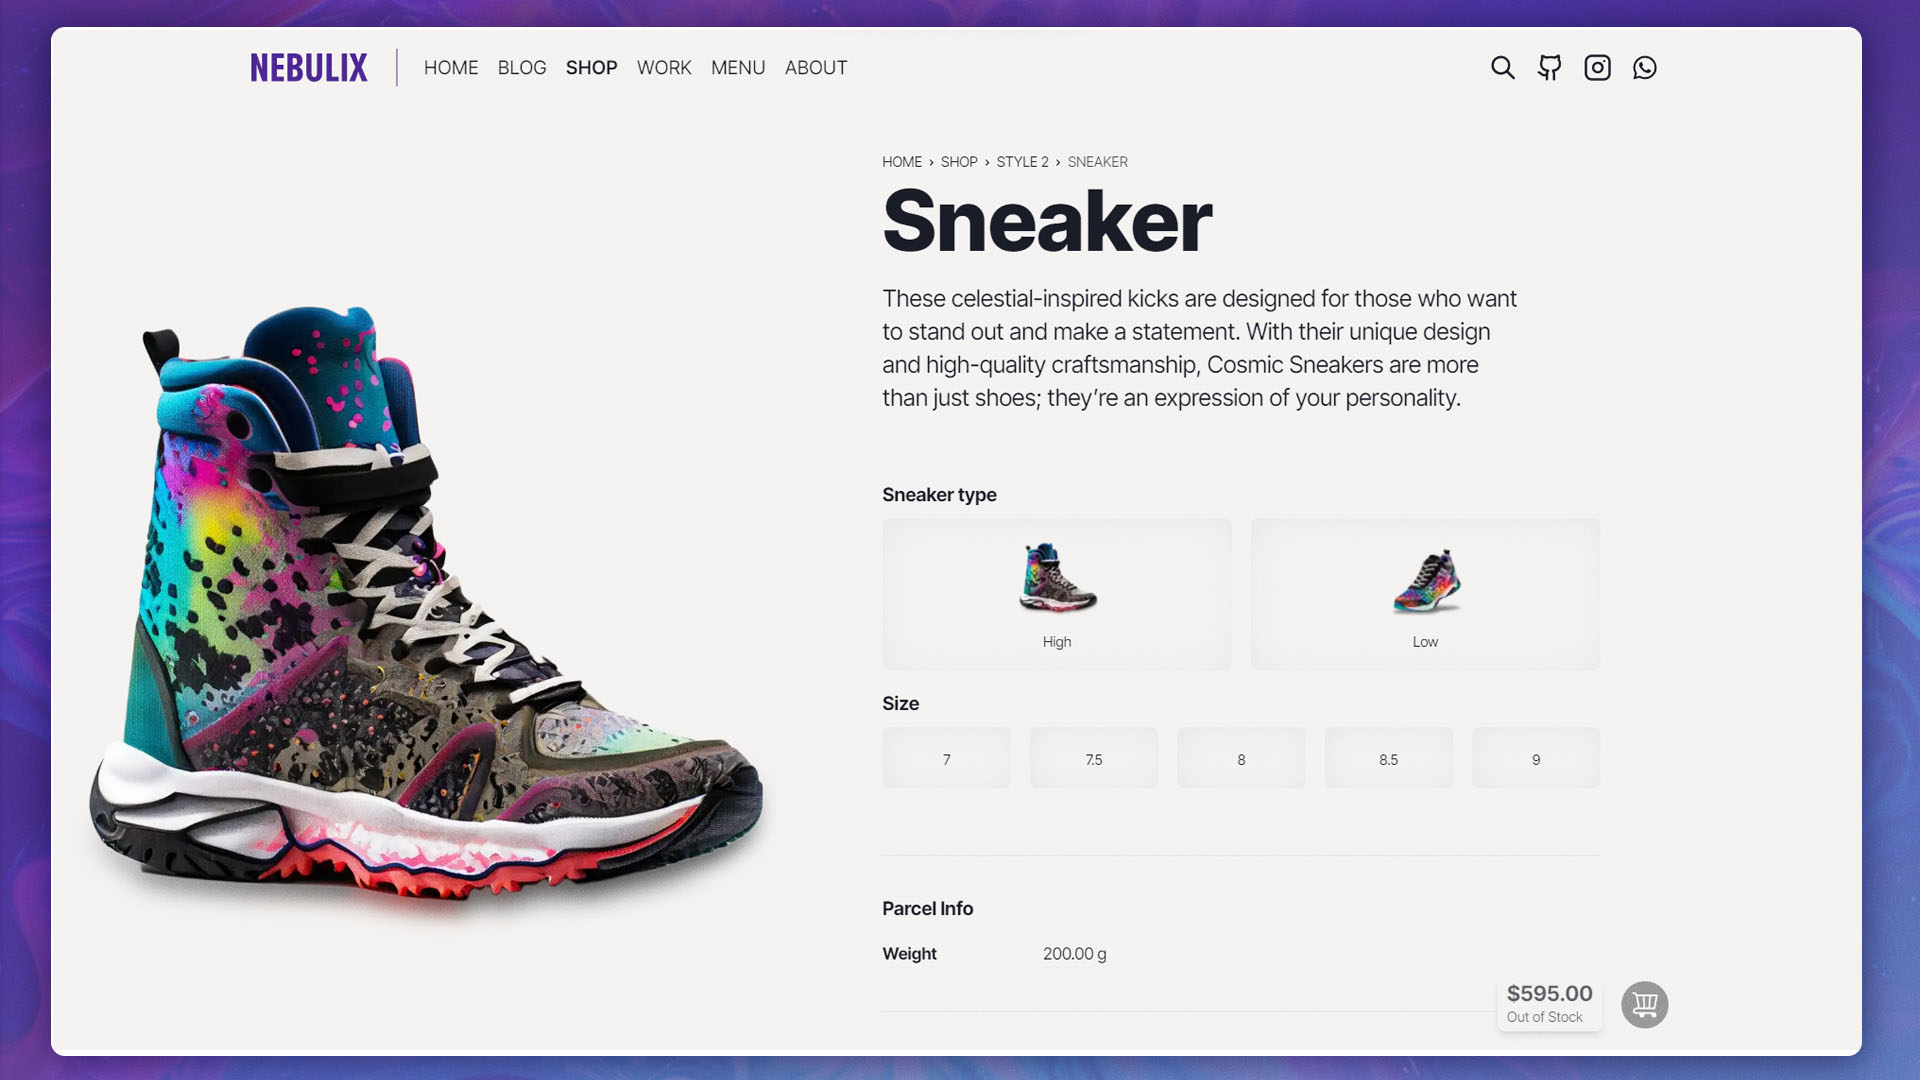 NEBULIX
HOME BLOG SHOP WORK MENU ABOUT
HOME › SHOP › STYLE 2 › SNEAKER
Sneaker
These celestial-inspired kicks are designed for those who want
to stand out and make a statement. With their unique design
and high-quality craftsmanship, Cosmic Sneakers are more
than just shoes; they’re an expression of your personality.
Sneaker type
High Low
Size
7 7.5 8 8.5 9
Parcel Info
Weight 200.00 g
$595.00
Out of Stock